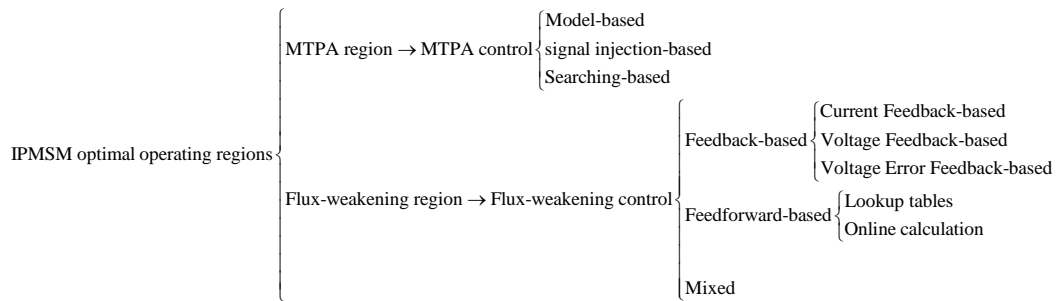 Model-based
MTPA region → MTPA control
signal injection-based
Searching-based
IPMSM optimal operating regions
Current Feedback-based
Feedback-based
Voltage Feedback-based
Voltage Error Feedback-based
Flux-weakening region → Flux-weakening control
Feedforward-based
Lookup tables
Online calculation
Mixed